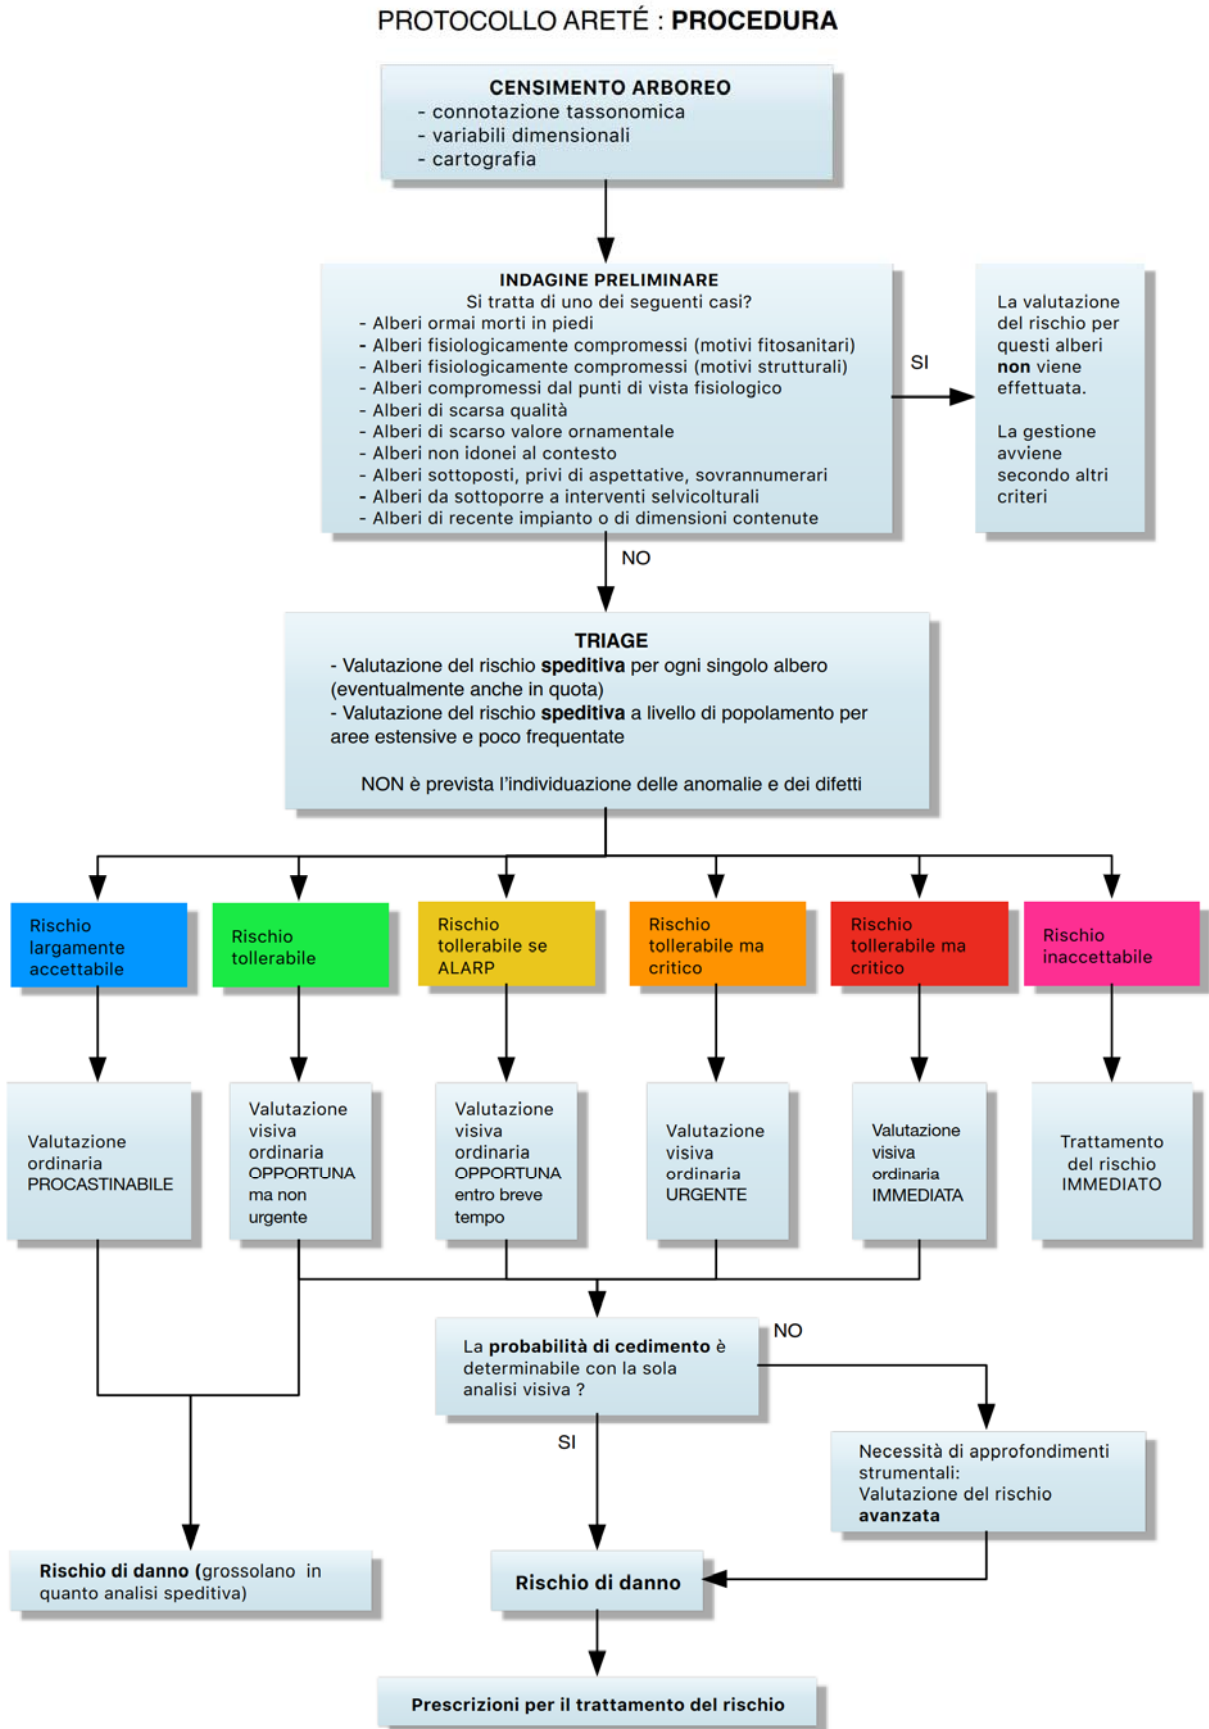 PROTOCOLLO ARETÉ : PROCEDURA
CENSIMENTO ARBOREO
- connotazione tassonomica
- variabili dimensionali
- cartografia
INDAGINE PRELIMINARE
Si tratta di uno dei seguenti casi?
- Alberi ormai morti in piedi
- Alberi fisiologicamente compromessi (motivi fitosanitari)
- Alberi fisiologicamente compromessi (motivi strutturali)
- Alberi compromessi dal punti di vista fisiologico
- Alberi di scarsa qualità
- Alberi di scarso valore ornamentale
- Alberi non idonei al contesto
- Alberi sottoposti, privi di aspettative, sovrannumerari
- Alberi da sottoporre a interventi selvicolturali
- Alberi di recente impianto o di dimensioni contenute
SI
La valutazione
del rischio per
questi alberi
non viene
effettuata.
La gestione
avviene
secondo altri
criteri
NO
TRIAGE
- Valutazione del rischio speditiva per ogni singolo albero
(eventualmente anche in quota)
- Valutazione del rischio speditiva a livello di popolamento per
aree estensive e poco frequentate
NON è prevista l'individuazione delle anomalie e dei difetti
Rischio
largamente
accettabile
Rischio
tollerabile
Rischio
tollerabile se
ALARP
Rischio
tollerabile ma
critico
Rischio
tollerabile ma
critico
Rischio
inaccettabile
Valutazione
ordinaria
PROCASTINABILE
Valutazione
visiva
ordinaria
OPPORTUNA
ma non
urgente
Valutazione
visiva
ordinaria
OPPORTUNA
entro breve
tempo
Valutazione
visiva
ordinaria
URGENTE
Valutazione
visiva
ordinaria
IMMEDIATA
Trattamento
del rischio
IMMEDIATO
La probabilità di cedimento è
determinabile con la sola
analisi visiva ?
NO
SI
Necessità di approfondimenti
strumentali:
Valutazione del rischio
avanzata
Rischio di danno (grossolano in
quanto analisi speditiva)
Rischio di danno
Prescrizioni per il trattamento del rischio